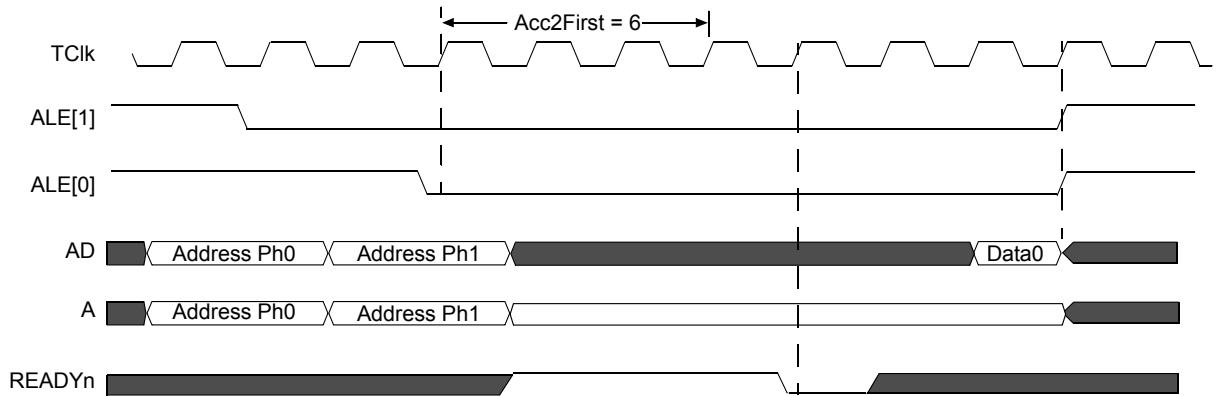 Acc2First = 6
TClk
ALE[1]
ALE[0]
AD Address Ph0 Address Ph1 Data0
A Address Ph0 Address Ph1
READYn